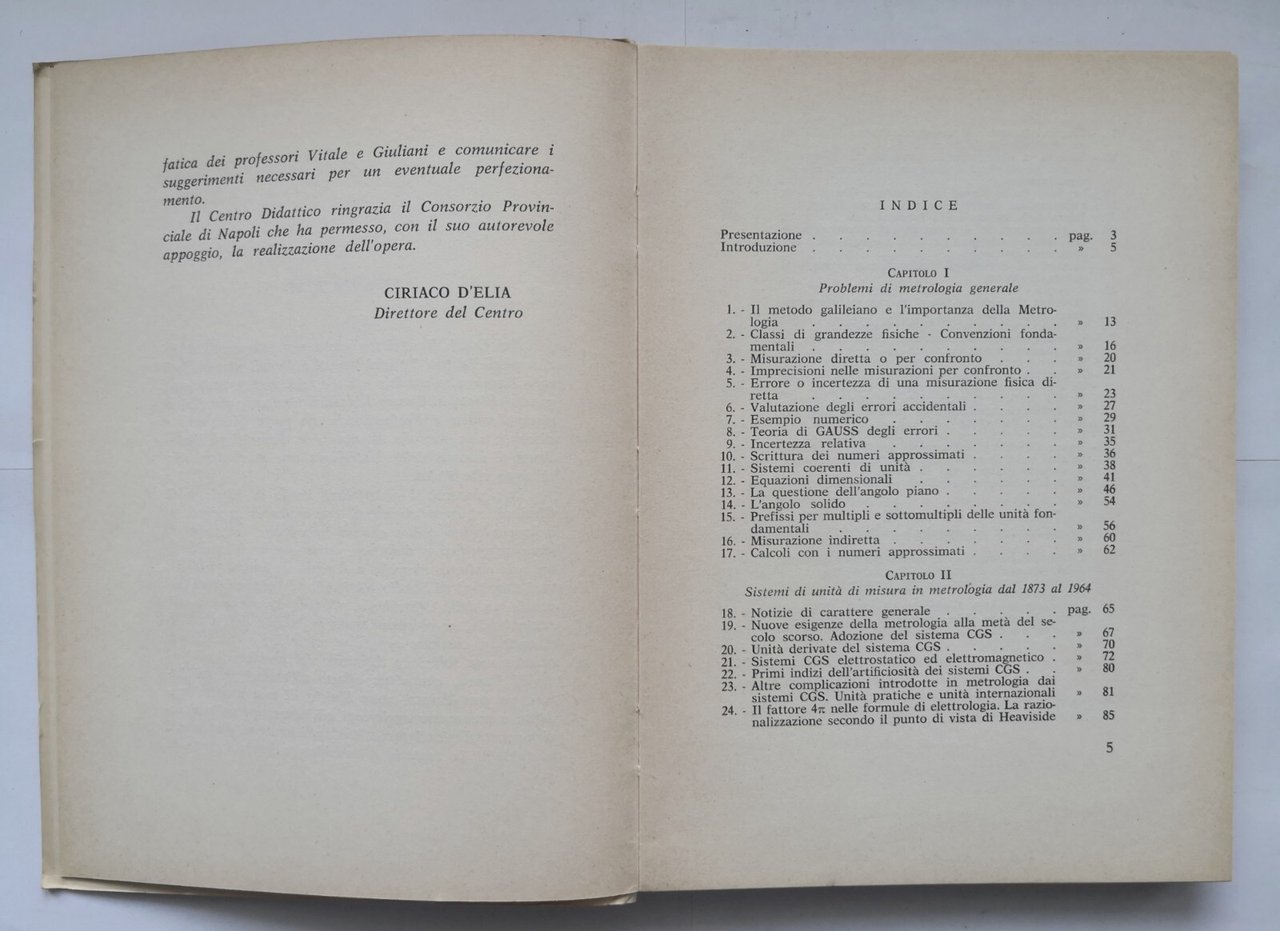 fatica dei professori Vitale e Giuliani e comunicare i
suggerimenti necessari per un eventuale perfeziona-
mento.
Il Centro Didattico ringrazia il Consorzio Provin-
ciale di Napoli che ha permesso, con il suo autorevole
appoggio, la realizzazione dell'opera.
CIRIACO D'ELIA
Direttore del Centro
INDICE
Presentazione . . . . . . . . . . pag. 3
Introduzione . . . . . . . . . . » 5
CAPITOLO I
Problemi di metrologia generale
1. - Il metodo galileiano e l'importanza della Metro-
logia . . . . . . . . . . » 13
2. - Classi di grandezze fisiche - Convenzioni fonda-
mentali . . . . . . . . . . » 16
3. - Misurazione diretta o per confronto . . . » 20
4. - Imprecisioni nelle misurazioni per confronto . . » 21
5. - Errore o incertezza di una misurazione fisica di-
retta . . . . . . . . . . » 23
6. - Valutazione degli errori accidentali . . . . » 27
7. - Esempio numerico . . . . . . . » 29
8. - Teoria di GAUSS degli errori . . . . . » 31
9. - Incertezza relativa . . . . . . . » 35
10. - Scrittura dei numeri approssimati . . . . » 36
11. - Sistemi coerenti di unità . . . . . . » 38
12. - Equazioni dimensionali . . . . . . » 41
13. - La questione dell'angolo piano . . . . . » 46
14. - L'angolo solido . . . . . . . . » 54
15. - Prefissi per multipli e sottomultipli delle unità fon-
damentali . . . . . . . . . » 56
16. - Misurazione indiretta . . . . . . . » 60
17. - Calcoli con i numeri approssimati . . . . » 62
CAPITOLO II
Sistemi di unità di misura in metrologia dal 1873 al 1964
18. - Notizie di carattere generale . . . . . pag. 65
19. - Nuove esigenze della metrologia alla metà del se-
colo scorso. Adozione del sistema CGS . . . » 67
20. - Unità derivate del sistema CGS . . . . . » 70
21. - Sistemi CGS elettrostatico ed elettromagnetico . » 72
22. - Primi indizi dell'artificiosità dei sistemi CGS . . » 80
23. - Altre complicazioni introdotte in metrologia dai
sistemi CGS. Unità pratiche e unità internazionali » 81
24. - Il fattore 4π nelle formule di elettrologia. La razio-
nalizzazione secondo il punto di vista di Heaviside » 85
5